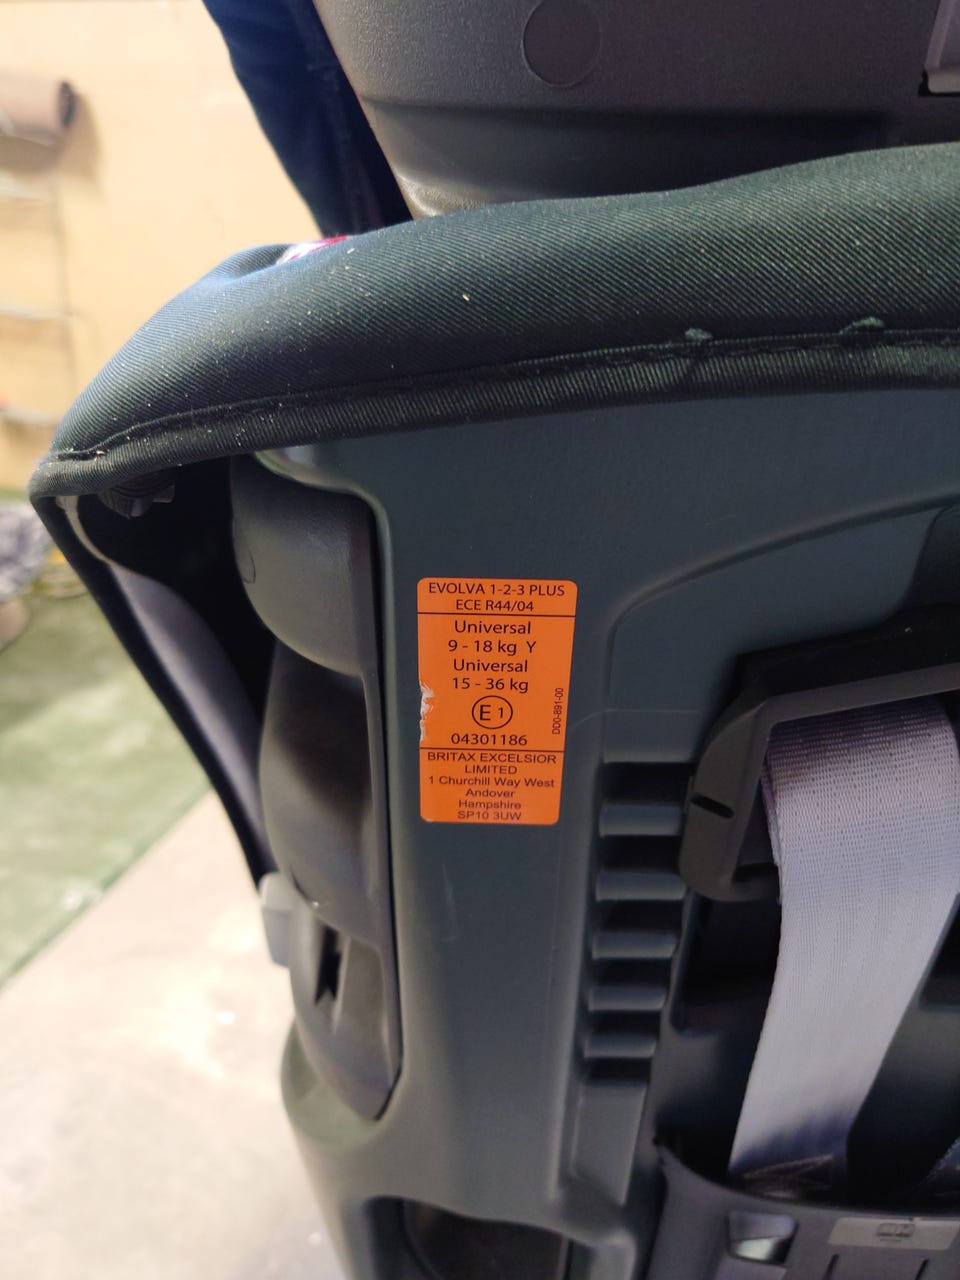 EVOLVA 1-2-3 PLUS
ECE R44/04
Universal
9 - 18 kg Y
Universal
15 - 36 kg
E 1
04301186
DD0-891-00
BRITAX EXCELSIOR
LIMITED
1 Churchill Way West
Andover
Hampshire
SP10 3UW